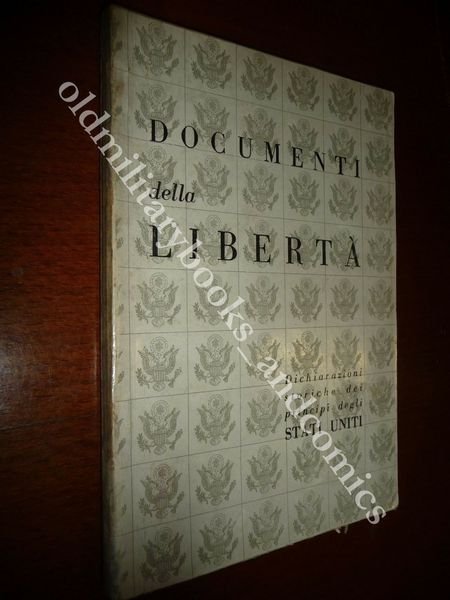 DOCUMENTI
della
LIBERTÀ
Dichiarazioni
storiche dei
principi degli
STATI UNITI
oldmilitarybooks_andcomics